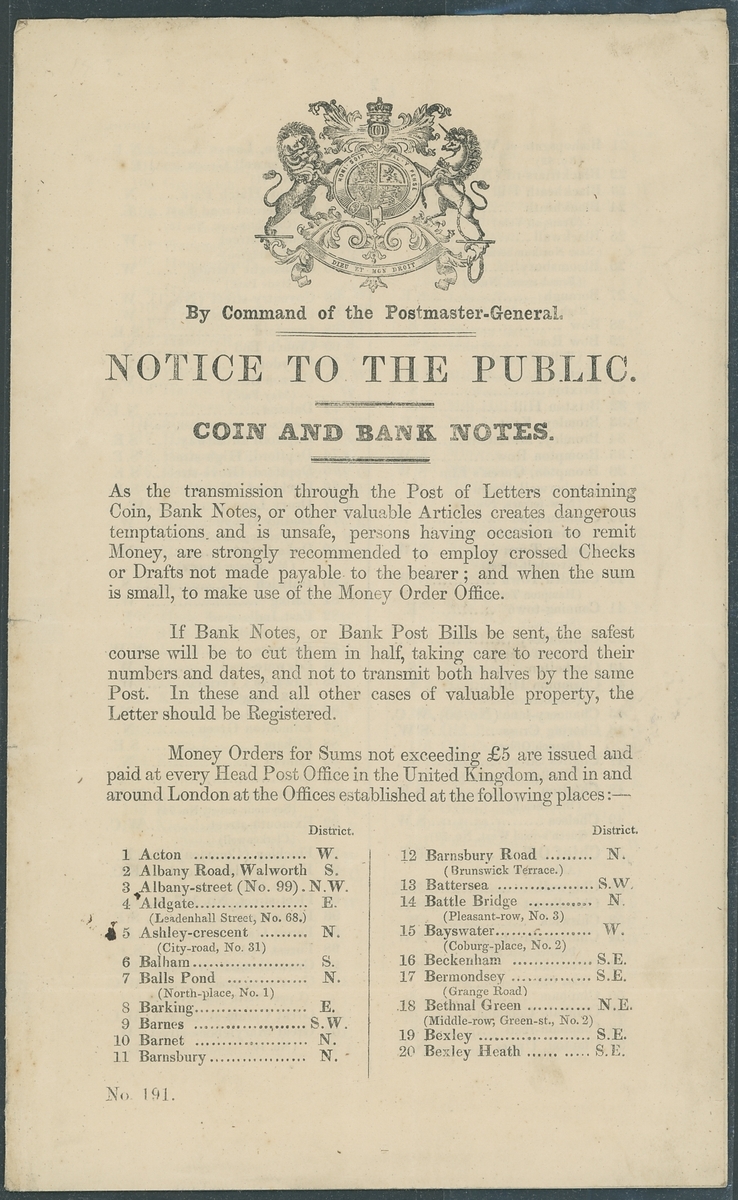 HONI SOIT QUI MAL Y PENSE
DIEU ET MON DROIT
By Command of the Postmaster-General.
NOTICE TO THE PUBLIC.
COIN AND BANK NOTES.
As the transmission through the Post of Letters containing
Coin, Bank Notes, or other valuable Articles creates dangerous
temptations, and is unsafe, persons having occasion to remit
Money, are strongly recommended to employ crossed Checks
or Drafts not made payable to the bearer; and when the sum
is small, to make use of the Money Order Office.
If Bank Notes, or Bank Post Bills be sent, the safest
course will be to cut them in half, taking care to record their
numbers and dates, and not to transmit both halves by the same
Post. In these and all other cases of valuable property, the
Letter should be Registered.
Money Orders for Sums not exceeding £5 are issued and
paid at every Head Post Office in the United Kingdom, and in and
around London at the Offices established at the following places:—
District.
1 Acton ..................... W.
2 Albany Road, Walworth S.
3 Albany-street (No. 99). N.W.
4 Aldgate..................... E.
(Leadenhall Street, No. 68.)
5 Ashley-crescent ......... N.
(City-road, No. 31)
6 Balham..................... S.
7 Balls Pond ............... N.
(North-place, No. 1)
8 Barking..................... E.
9 Barnes ..................... S.W.
10 Barnet ..................... N.
11 Barnsbury.................. N.
District.
12 Barnsbury Road ......... N.
(Brunswick Terrace.)
13 Battersea .................. S.W.
14 Battle Bridge ............ N.
(Pleasant-row, No. 3)
15 Bayswater.................. W.
(Coburg-place, No. 2)
16 Beckenham ............... S.E.
17 Bermondsey ............... S.E.
(Grange Road)
18 Bethnal Green ............ N.E.
(Middle-row, Green-st., No. 2)
19 Bexley ..................... S.E.
20 Bexley Heath ...... ..... S.E.
No. 191.